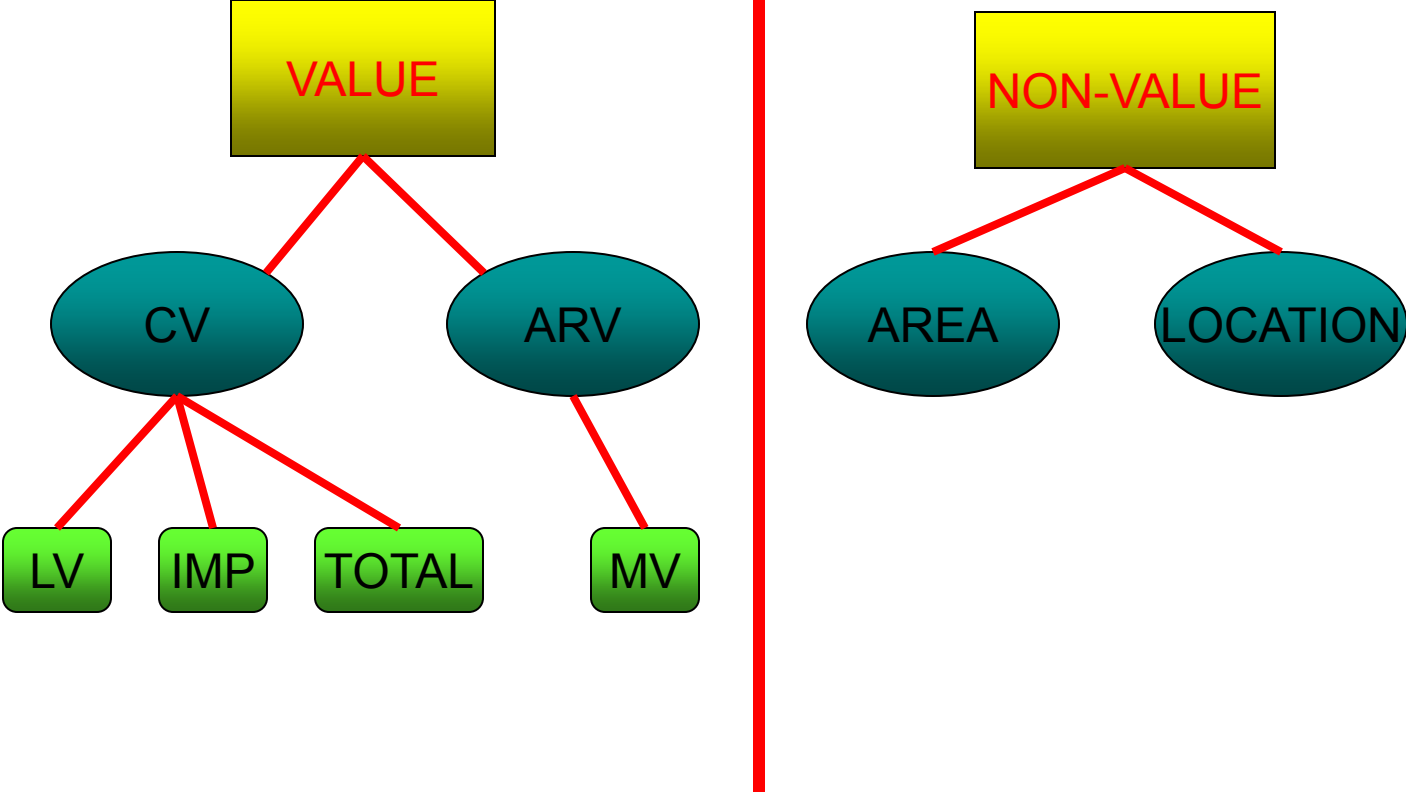 VALUE
NON-VALUE
CV
ARV
AREA
LOCATION
LV
IMP
TOTAL
MV